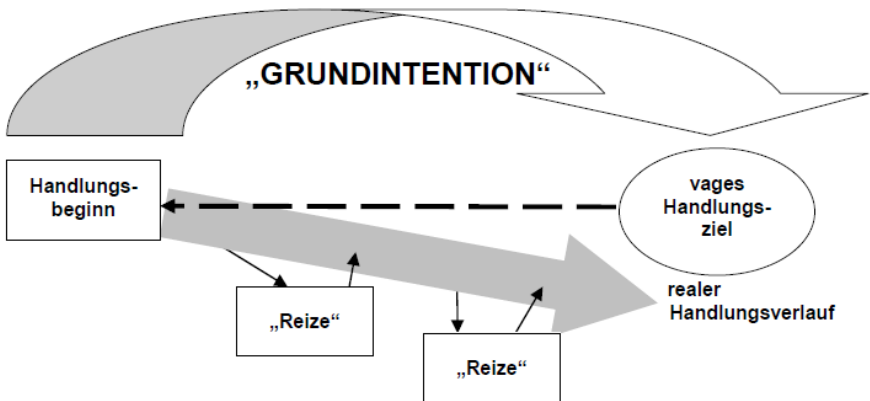 „GRUNDINTENTION“
Handlungs-
beginn
vages
Handlungs-
ziel
realer
Handlungsverlauf
„Reize“
„Reize“